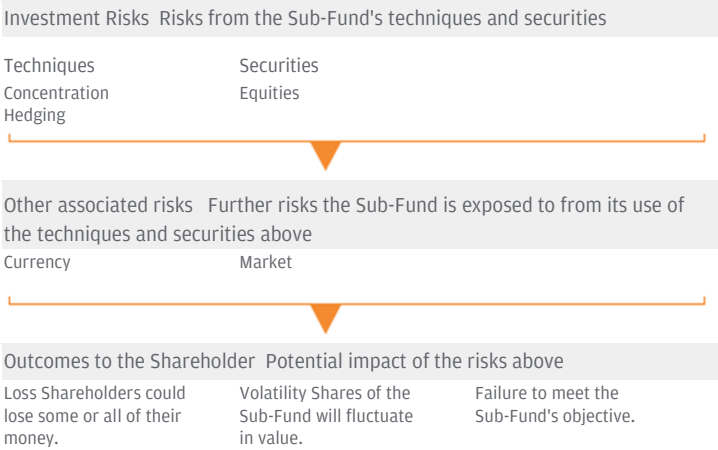 Investment Risks Risks from the Sub-Fund's techniques and securities
Techniques Securities
Concentration Equities
Hedging
Other associated risks Further risks the Sub-Fund is exposed to from its use of
the techniques and securities above
Currency Market
Outcomes to the Shareholder Potential impact of the risks above
Loss Shareholders could
lose some or all of their
money.
Volatility Shares of the
Sub-Fund will fluctuate
in value.
Failure to meet the
Sub-Fund's objective.